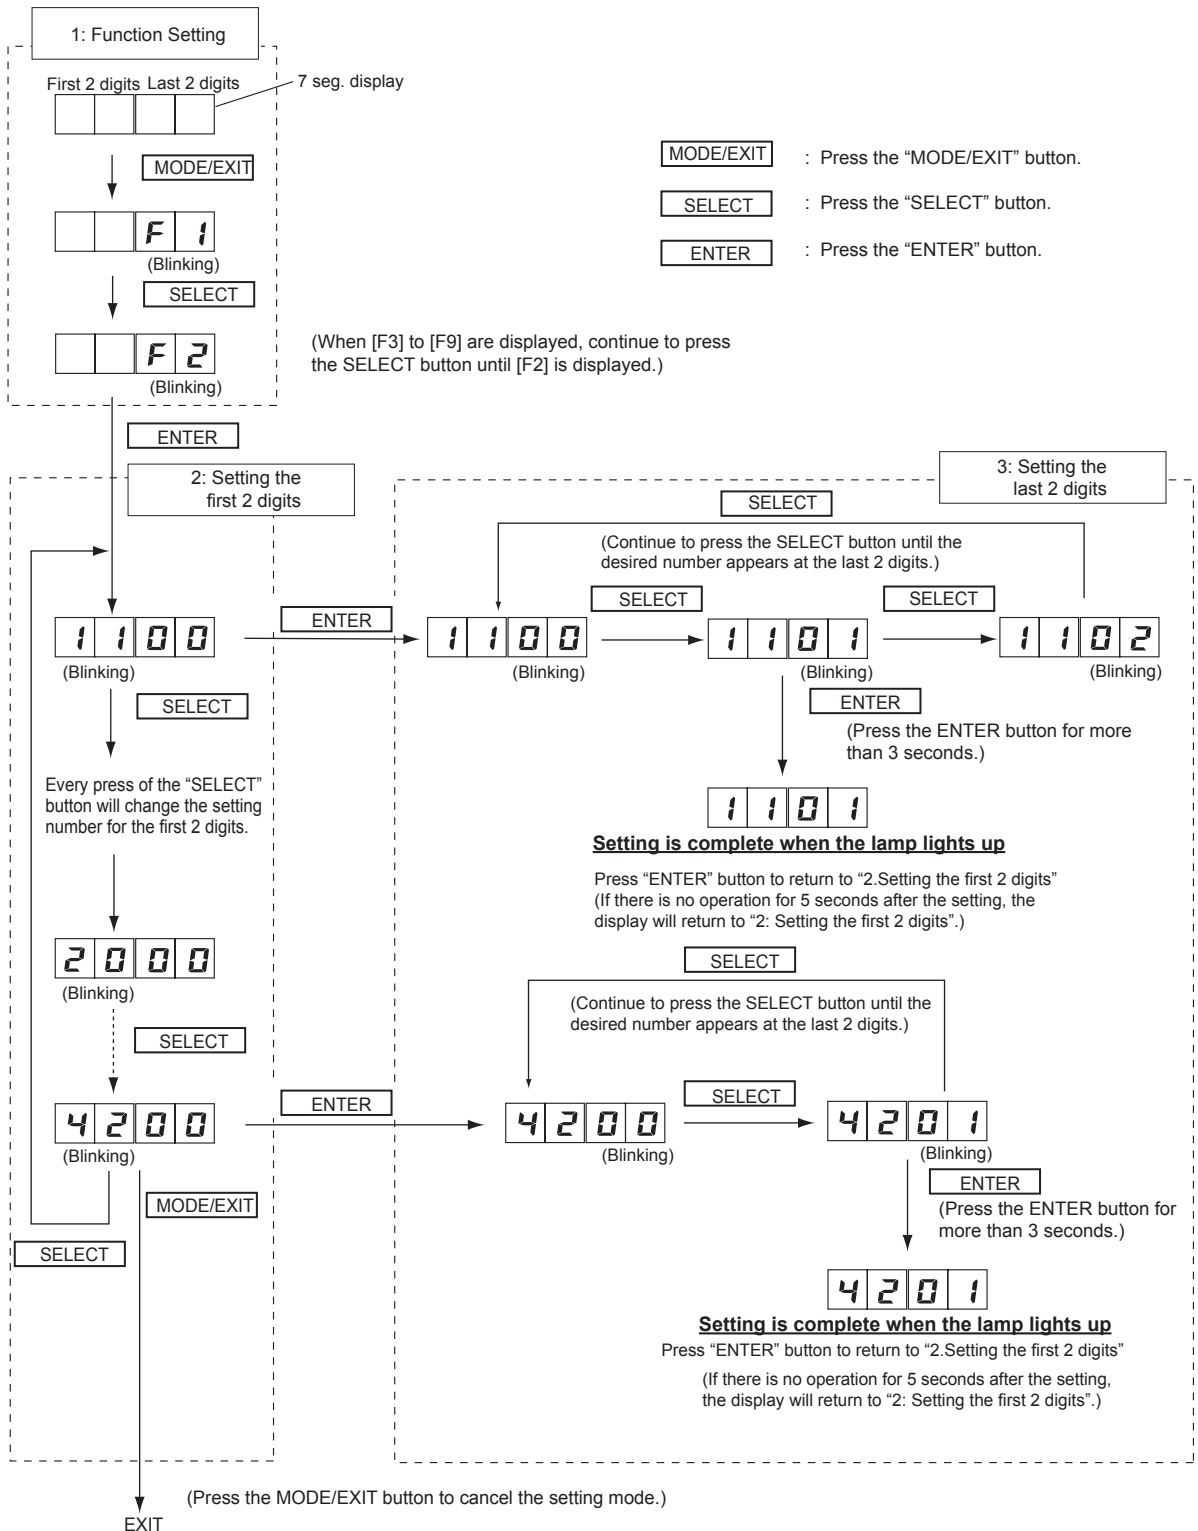 1: Function Setting
First 2 digits Last 2 digits
7 seg. display
MODE/EXIT
F 1
(Blinking)
SELECT
F 2
(Blinking)
MODE/EXIT : Press the “MODE/EXIT” button.
SELECT : Press the “SELECT” button.
ENTER : Press the “ENTER” button.
(When [F3] to [F9] are displayed, continue to press
the SELECT button until [F2] is displayed.)
ENTER
2: Setting the
first 2 digits
1 1 0 0
(Blinking)
SELECT
Every press of the “SELECT”
button will change the setting
number for the first 2 digits.
2 0 0 0
(Blinking)
SELECT
4 2 0 0
(Blinking)
MODE/EXIT
SELECT
ENTER
ENTER
3: Setting the
last 2 digits
SELECT
(Continue to press the SELECT button until the
desired number appears at the last 2 digits.)
SELECT
SELECT
1 1 0 0
(Blinking)
1 1 0 1
(Blinking)
1 1 0 2
(Blinking)
ENTER
(Press the ENTER button for more
than 3 seconds.)
1 1 0 1
Setting is complete when the lamp lights up
Press “ENTER” button to return to “2.Setting the first 2 digits”
(If there is no operation for 5 seconds after the setting, the
display will return to “2: Setting the first 2 digits”.)
SELECT
(Continue to press the SELECT button until the
desired number appears at the last 2 digits.)
SELECT
4 2 0 0
(Blinking)
4 2 0 1
(Blinking)
ENTER
(Press the ENTER button for
more than 3 seconds.)
4 2 0 1
Setting is complete when the lamp lights up
Press “ENTER” button to return to “2.Setting the first 2 digits”
(If there is no operation for 5 seconds after the setting,
the display will return to “2: Setting the first 2 digits”.)
(Press the MODE/EXIT button to cancel the setting mode.)
EXIT